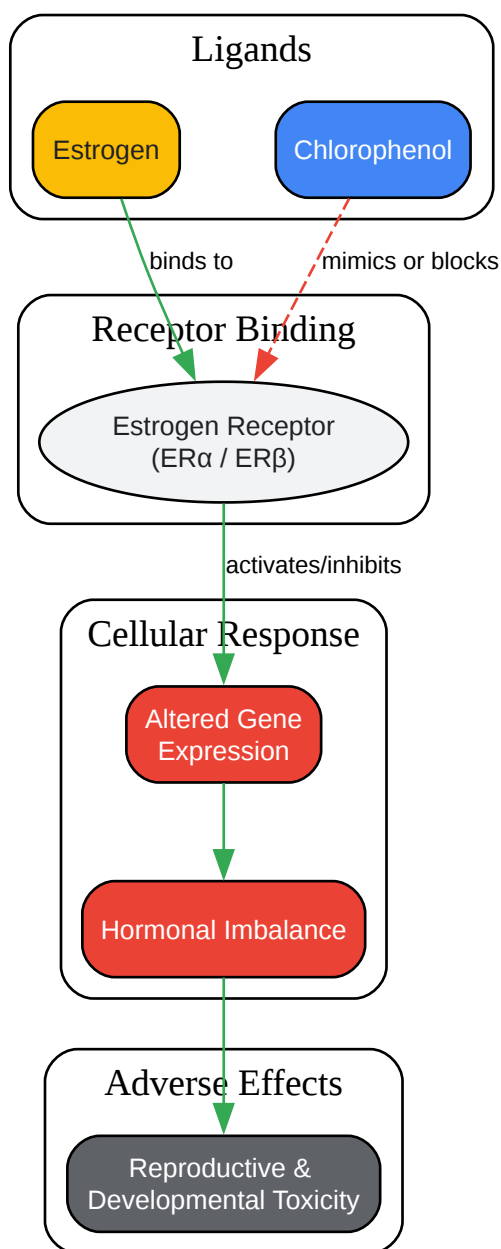 Ligands
Estrogen
Chlorophenol
binds to
mimics or blocks
Receptor Binding
Estrogen Receptor
(ERα / ERβ)
activates/inhibits
Cellular Response
Altered Gene
Expression
Hormonal Imbalance
Adverse Effects
Reproductive &
Developmental Toxicity